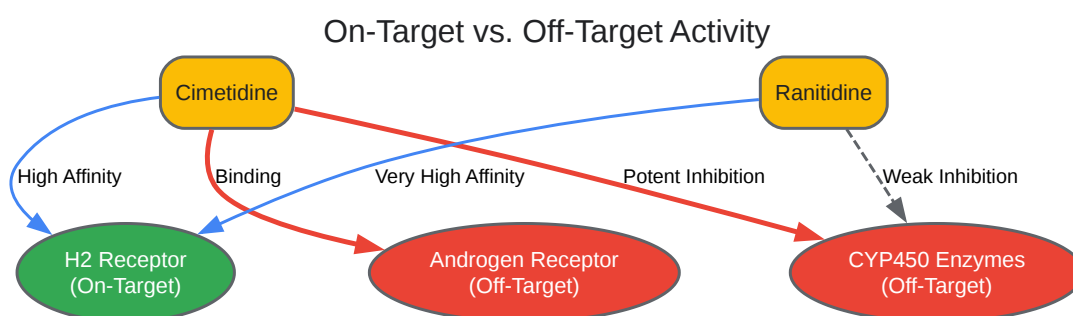 On-Target vs. Off-Target Activity
Cimetidine
Ranitidine
High Affinity
Binding
Very High Affinity
Potent Inhibition
Weak Inhibition
H2 Receptor
(On-Target)
Androgen Receptor
(Off-Target)
CYP450 Enzymes
(Off-Target)